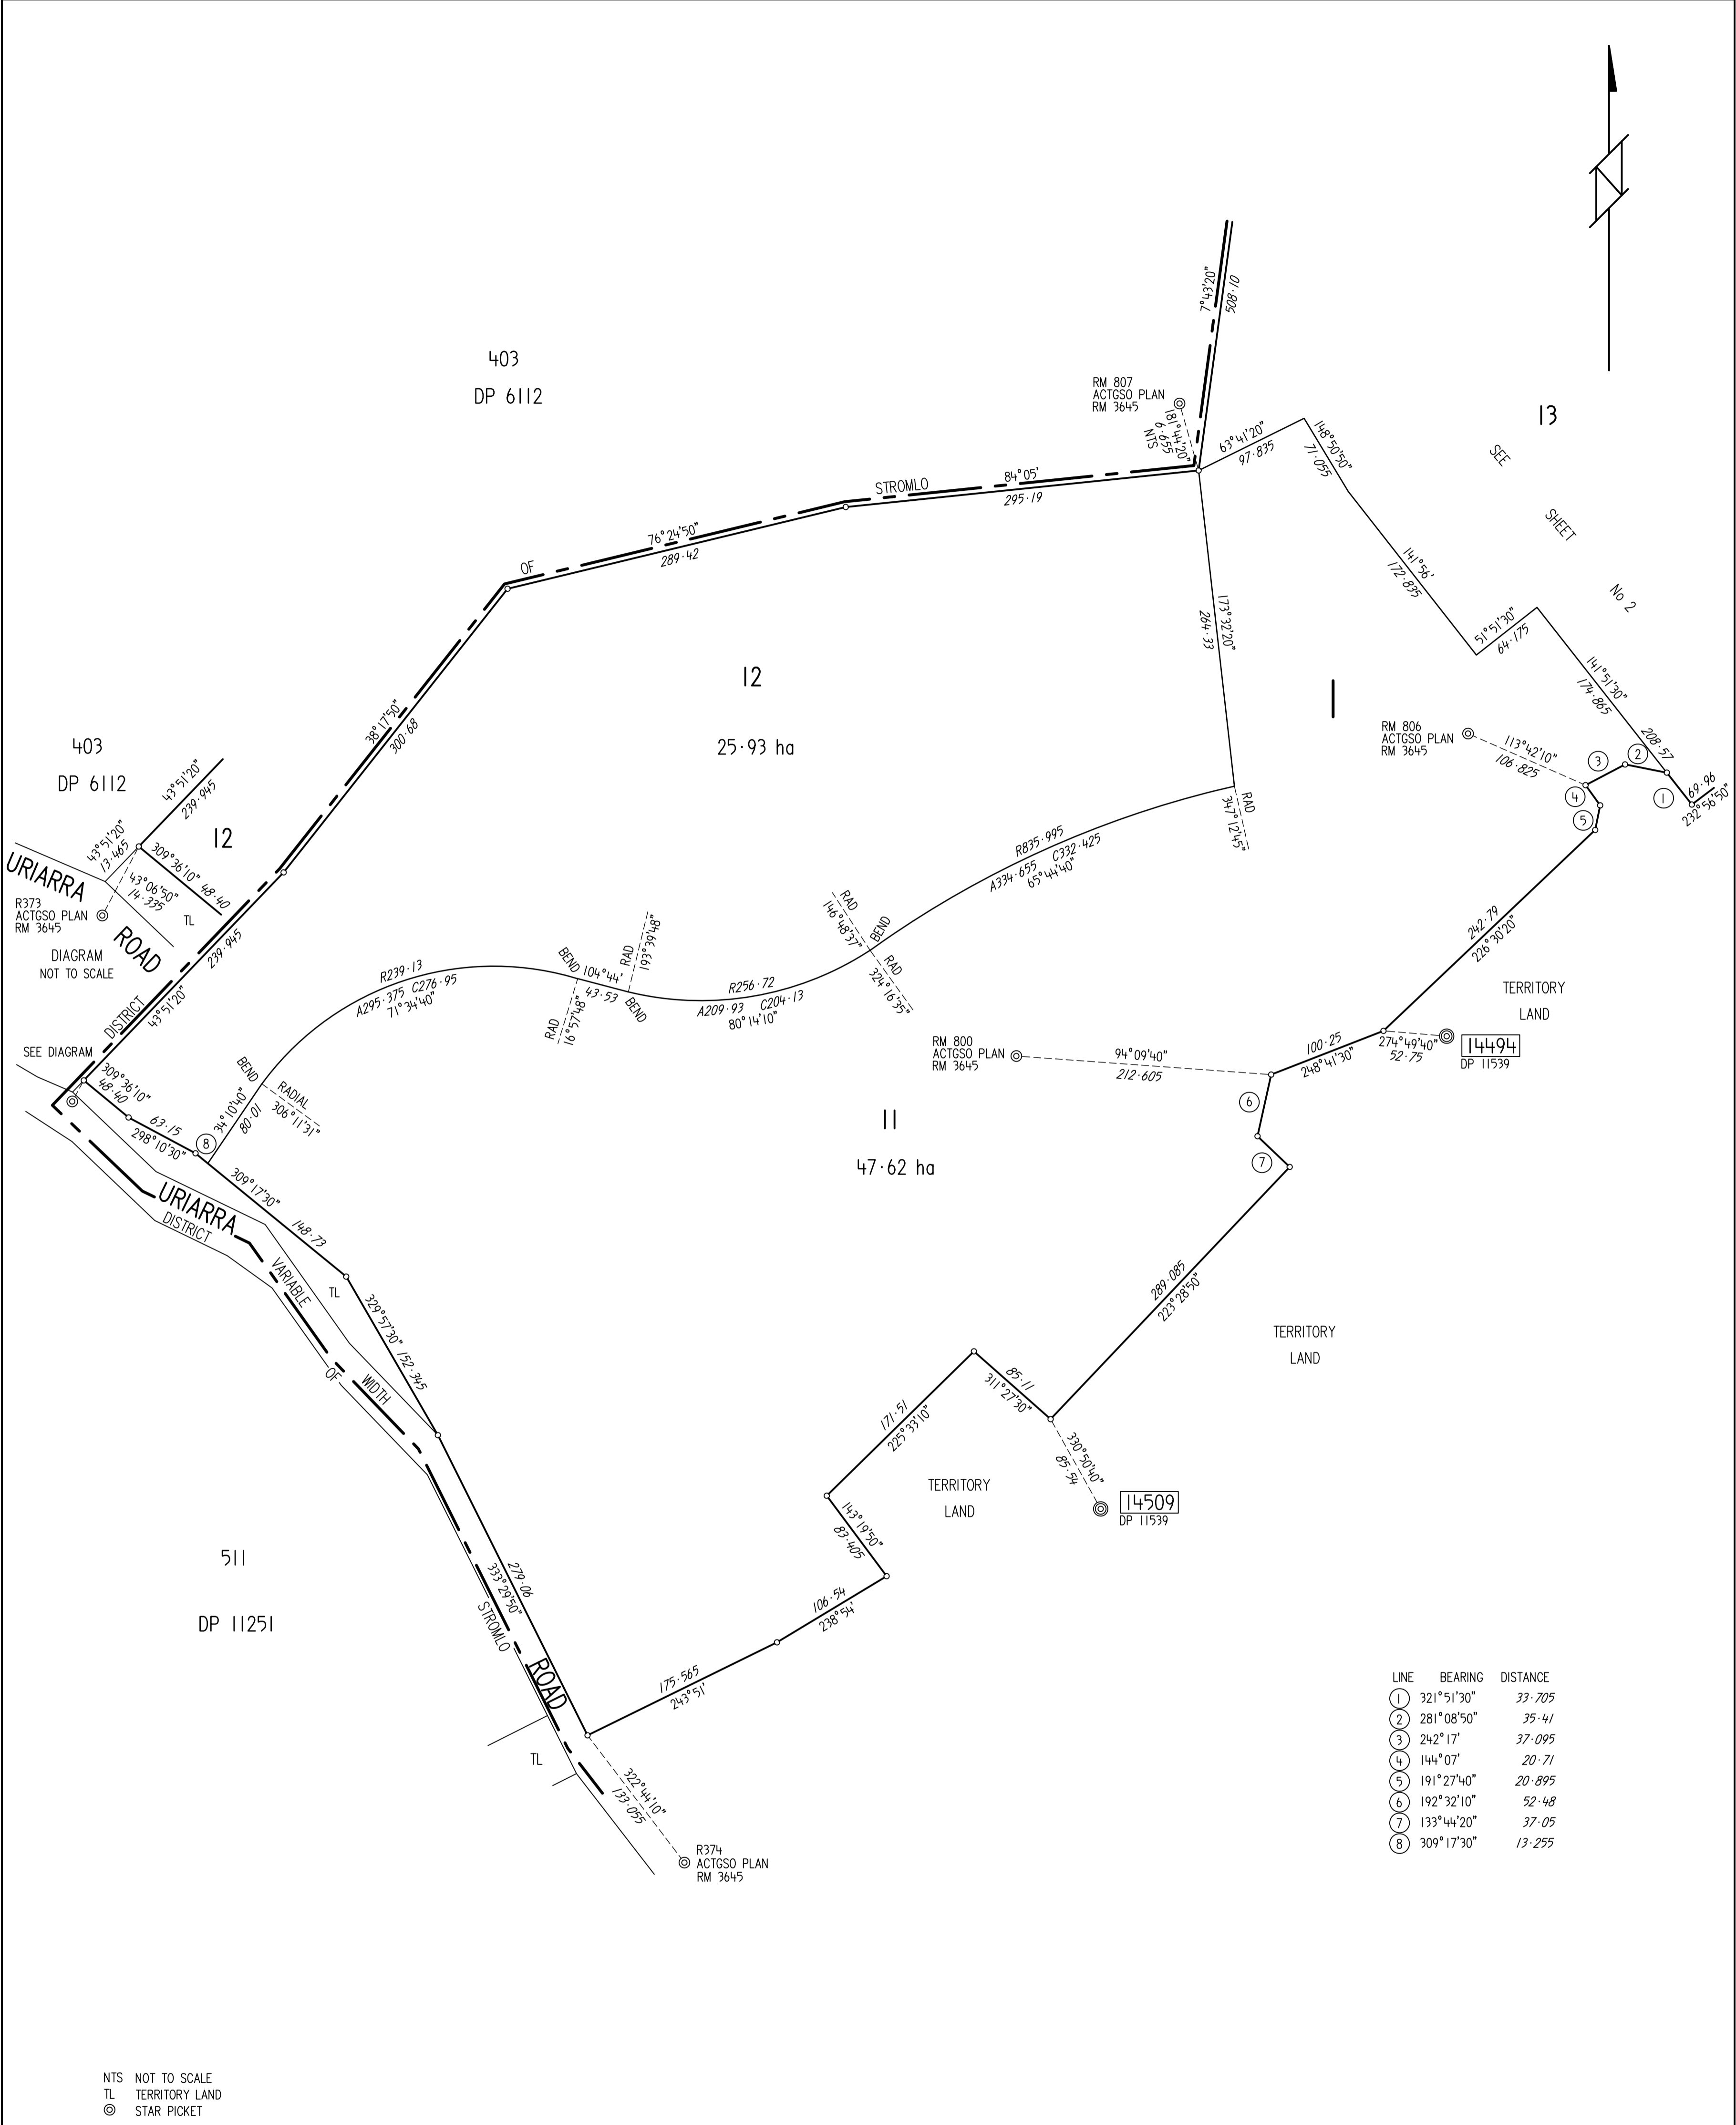 403
DP 6112
RM 807
ACTGSO PLAN
RM 3645
181°44'20"
6·655
NTS
7°43'20"
508·10
63°41'20"
97·835
148°50'50"
71·055
13
SEE
SHEET
No 2
STROMLO
84°05'
295·19
76°24'50"
289·42
OF
141°56'
172·835
51°51'30"
64·175
173°32'20"
264·33
141°51'30"
174·865
208·57
12
25·93 ha
1
RM 806
ACTGSO PLAN
RM 3645
113°42'10"
106·825
3
2
4
1
5
69·96
232°56'50"
38°17'50"
300·68
403
DP 6112
43°51'20"
239·945
12
43°51'20"
13·465
309°36'10" 48·40
43°06'50"
14·335
TL
URIARRA
ROAD
R373
ACTGSO PLAN
RM 3645
DIAGRAM
NOT TO SCALE
239·945
43°51'20"
DISTRICT
SEE DIAGRAM
309°36'10"
48·40
63·15
298°10'30"
8
34°10'40"
80·01
BEND
RADIAL
306°11'31"
R239·13
A295·375 C276·95
71°34'40"
BEND
104°44'
43·53
RAD
16°57'48"
RAD
193°39'48"
BEND
R256·72
A209·93 C204·13
80°14'10"
RAD
146°48'37"
BEND
RAD
324°16'35"
R835·995
A334·655 C332·425
65°44'40"
RAD
347°12'45"
242·79
226°30'20"
TERRITORY
LAND
RM 800
ACTGSO PLAN
RM 3645
94°09'40"
212·605
100·25
248°41'30"
274°49'40"
52·75
14494
DP 11539
6
7
11
47·62 ha
309°17'30"
148·73
URIARRA
DISTRICT
VARIABLE
WIDTH
OF
TL
329°57'30"
152·345
289·085
223°28'50"
TERRITORY
LAND
85·11
311°27'30"
171·51
225°33'10"
330°50'40"
85·54
14509
DP 11539
TERRITORY
LAND
143°19'50"
83·405
511
DP 11251
279·06
333°29'50"
STROMLO
ROAD
106·54
238°54'
175·565
243°51'
TL
322°44'10"
133·055
R374
ACTGSO PLAN
RM 3645
LINE BEARING DISTANCE
1 321°51'30" 33·705
2 281°08'50" 35·41
3 242°17' 37·095
4 144°07' 20·71
5 191°27'40" 20·895
6 192°32'10" 52·48
7 133°44'20" 37·05
8 309°17'30" 13·255
NTS NOT TO SCALE
TL TERRITORY LAND
STAR PICKET